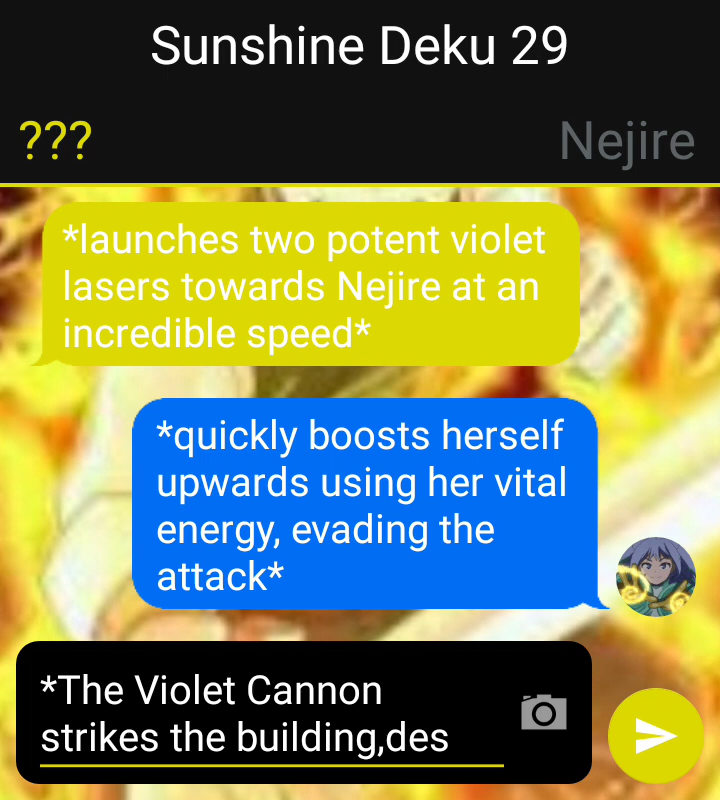 Sunshine Deku 29
???
Nejire
*launches two potent violet
lasers towards Nejire at an
incredible speed*
*quickly boosts herself
upwards using her vital
energy, evading the
attack*
*The Violet Cannon
strikes the building,des